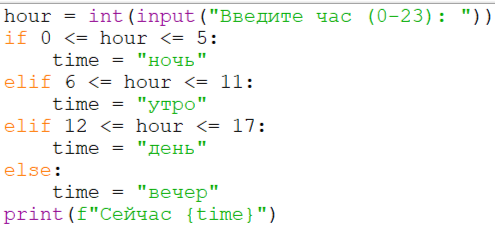 hour = int(input("Введите час (0-23): "))
if 0 <= hour <= 5:
    time = "ночь"
elif 6 <= hour <= 11:
    time = "утро"
elif 12 <= hour <= 17:
    time = "день"
else:
    time = "вечер"
print(f"Сейчас {time}")